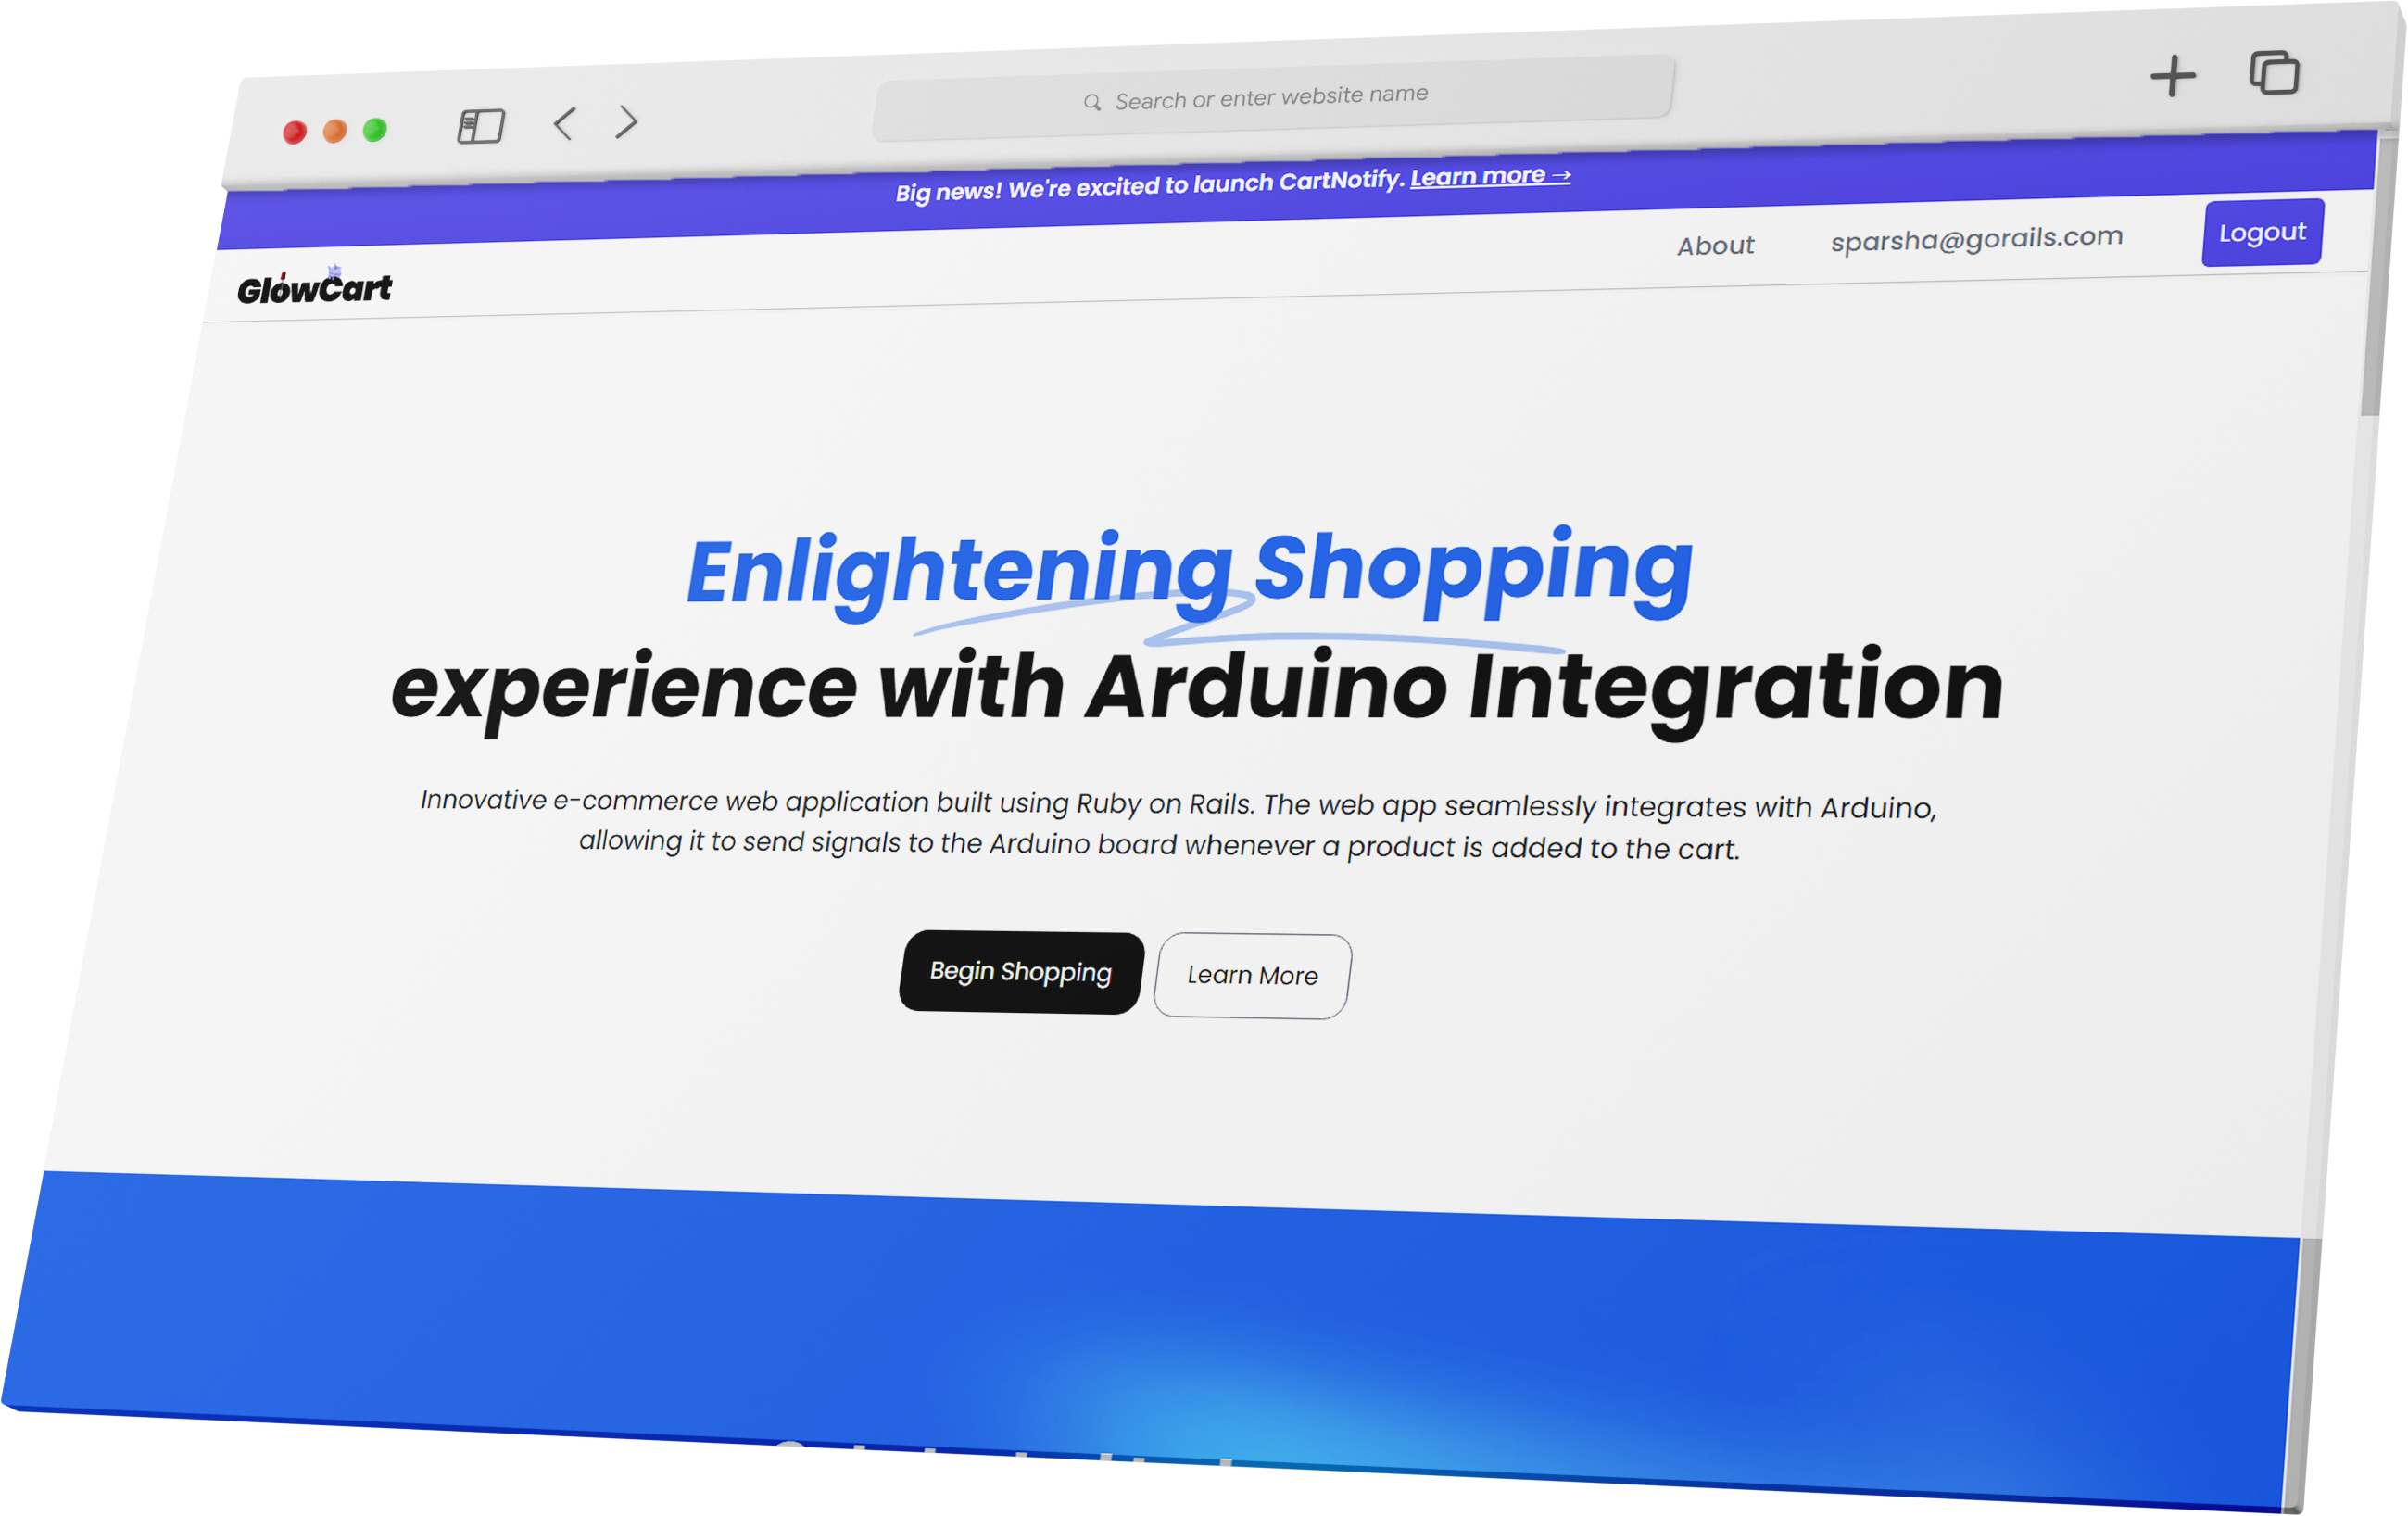 Search or enter website name
Big news! We're excited to launch CartNotify. Learn more →
GlowCart
About
sparsha@gorails.com
Logout
Enlightening Shopping
experience with Arduino Integration
Innovative e-commerce web application built using Ruby on Rails. The web app seamlessly integrates with Arduino,
allowing it to send signals to the Arduino board whenever a product is added to the cart.
Begin Shopping
Learn More